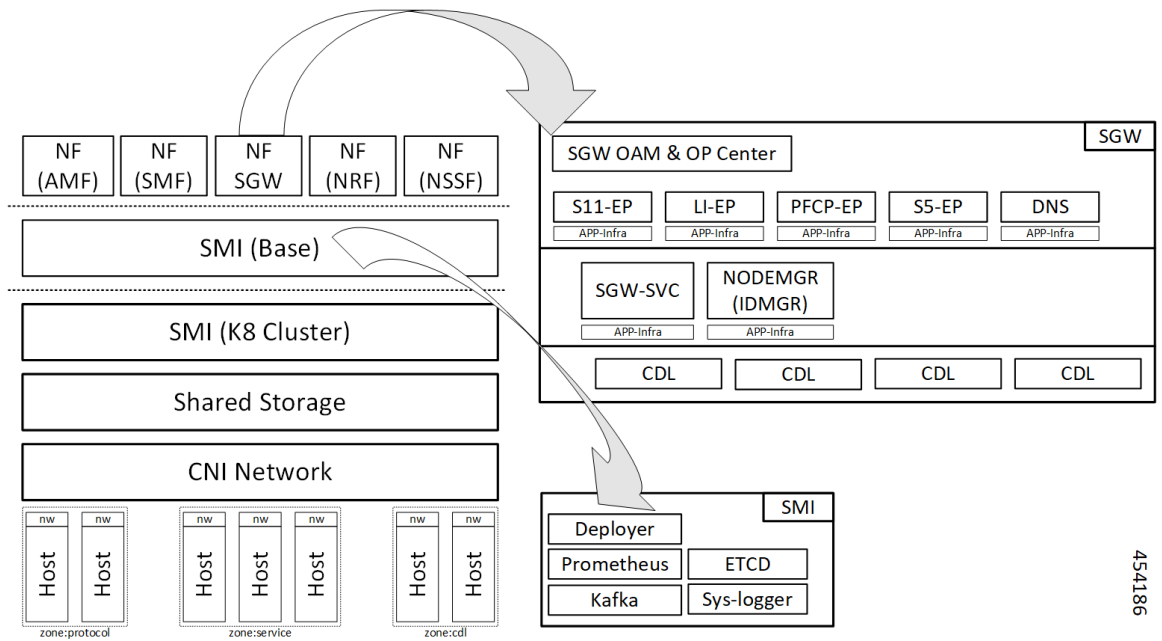 NF
(AMF)
NF
(SMF)
NF
SGW
NF
(NRF)
NF
(NSSF)
SMI (Base)
SMI (K8 Cluster)
Shared Storage
CNI Network
nw
nw
nw
nw
nw
nw
nw
Host
Host
Host
Host
Host
Host
Host
zone:protocol
zone:service
zone:cdl
SGW
SGW OAM & OP Center
S11-EP
LI-EP
PFCP-EP
S5-EP
DNS
APP-Infra
APP-Infra
APP-Infra
APP-Infra
APP-Infra
SGW-SVC
NODEMGR
(IDMGR)
APP-Infra
APP-Infra
CDL
CDL
CDL
CDL
SMI
Deployer
Prometheus
ETCD
Kafka
Sys-logger
454186